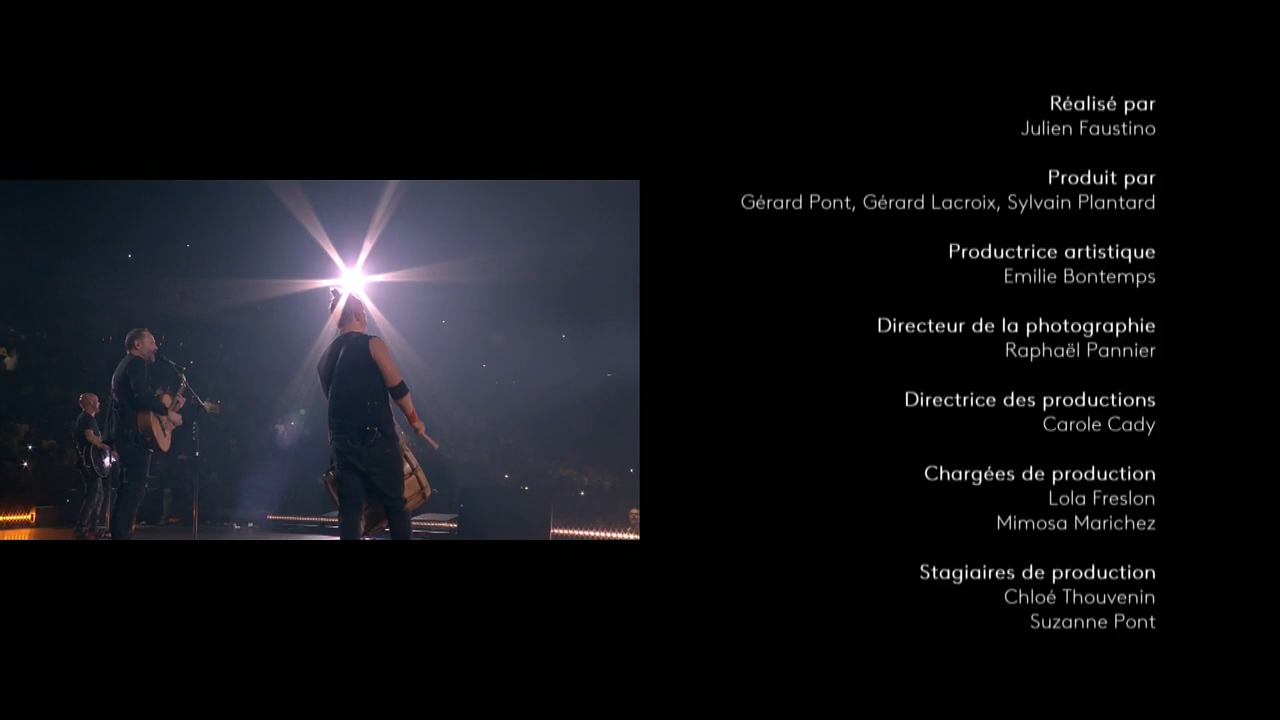 Réalisé par
Julien Faustino
Produit par
Gérard Pont, Gérard Lacroix, Sylvain Plantard
Productrice artistique
Emilie Bontemps
Directeur de la photographie
Raphaël Pannier
Directrice des productions
Carole Cady
Chargées de production
Lola Freslon
Mimosa Marichez
Stagiaires de production
Chloé Thouvenin
Suzanne Pont